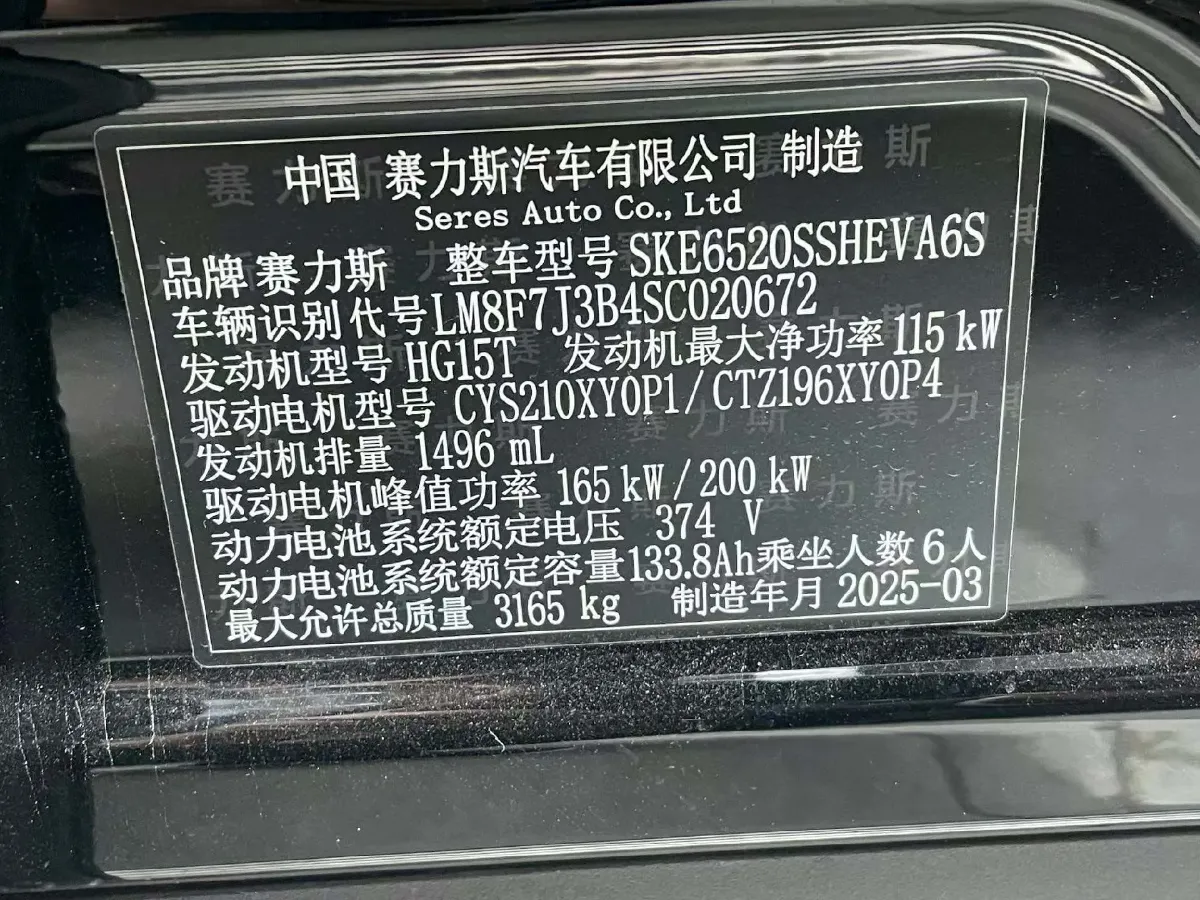 中国 赛力斯汽车有限公司 制造
Seres Auto Co., Ltd
品牌 赛力斯 整车型号 SKE6520SSHEVA6S
车辆识别代号 LM8F7J3B4SC020672
发动机型号 HG15T 发动机最大净功率 115 kW
驱动电机型号 CYS210XY0P1/CTZ196XY0P4
发动机排量 1496 mL
驱动电机峰值功率 165 kW/200 kW
动力电池系统额定电压 374 V
动力电池系统额定容量 133.8Ah 乘坐人数 6 人
最大允许总质量 3165 kg 制造年月 2025-03